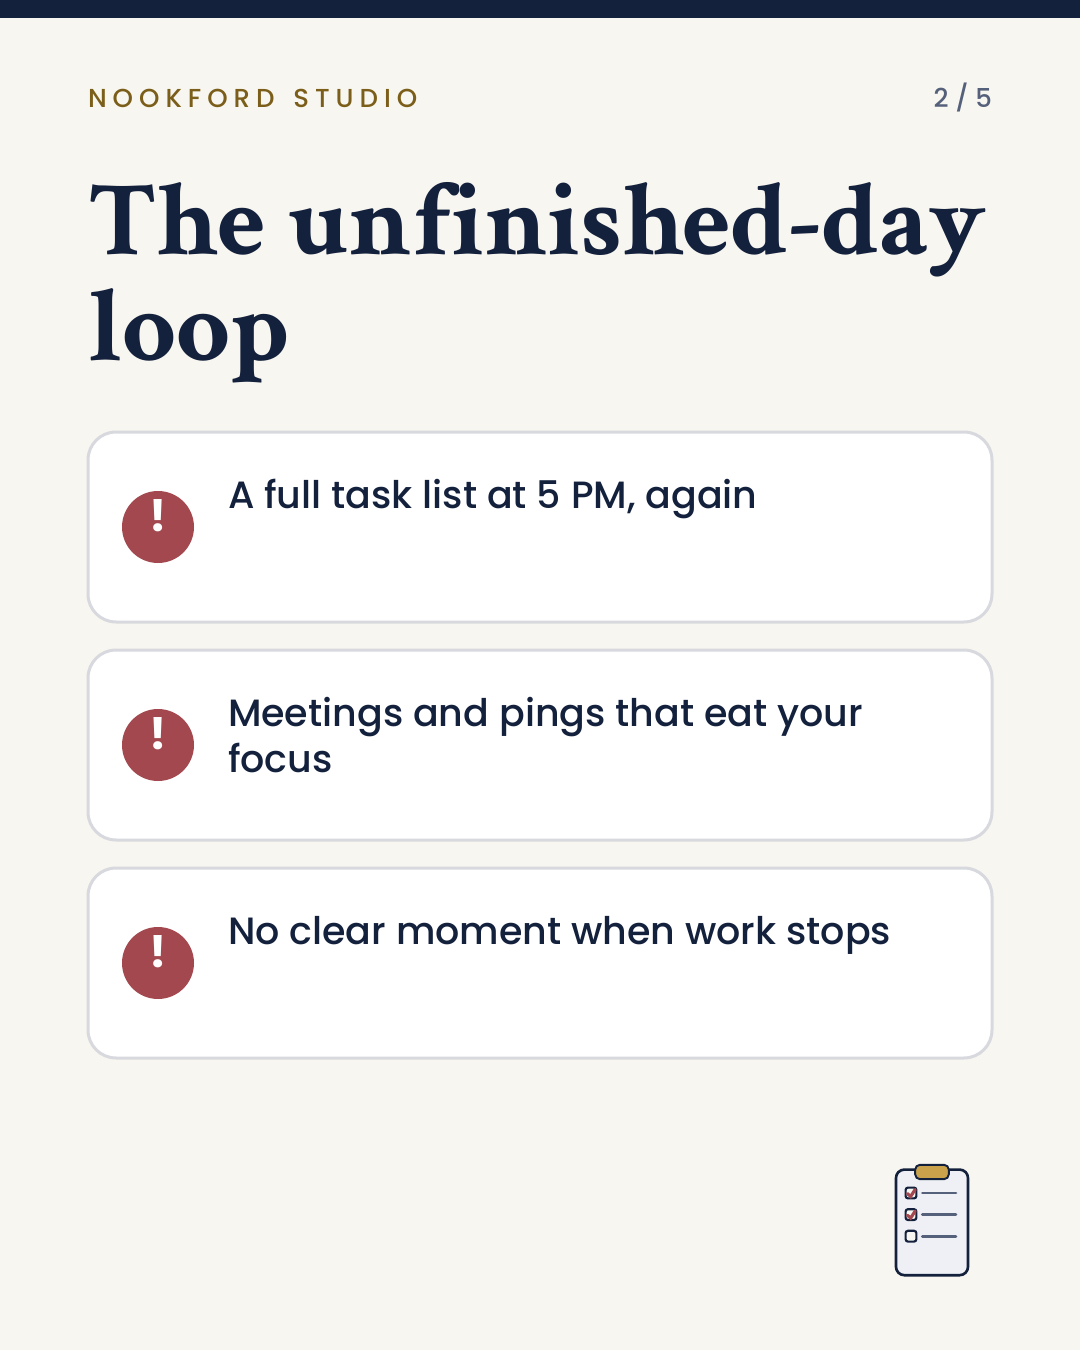 NOOKFORD STUDIO
2 / 5
The unfinished-day
loop
! A full task list at 5 PM, again
! Meetings and pings that eat your
focus
! No clear moment when work stops